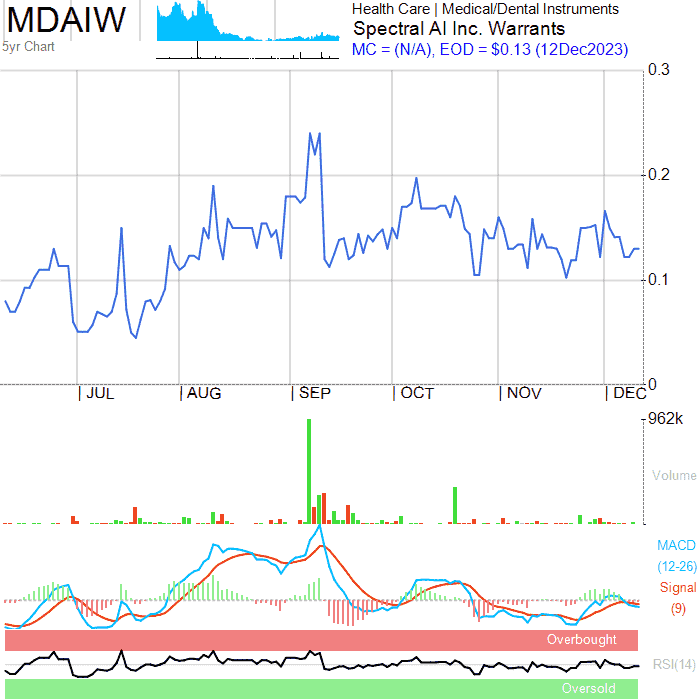 MDAIW
5yr Chart
Health Care | Medical/Dental Instruments
Spectral AI Inc. Warrants
MC = (N/A), EOD = $0.13 (12Dec2023)
0.3
0.2
0.1
0
|JUL |AUG |SEP |OCT |NOV |DEC
962k
Volume
MACD
(12-26)
Signal
(9)
Overbought
RSI(14)
Oversold